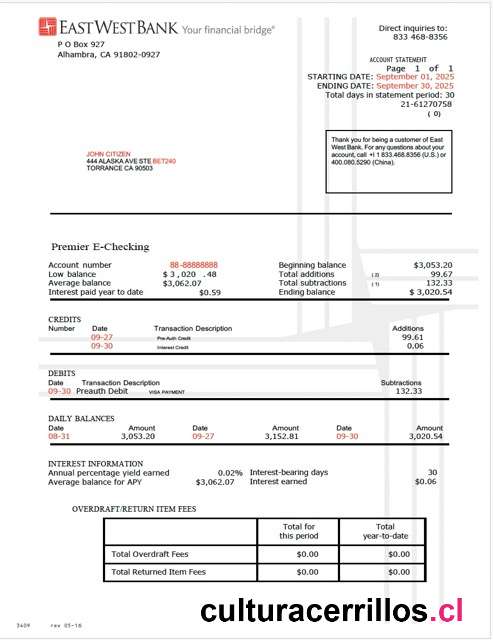 EASTWESTBANK Your financial bridge®
Direct inquiries to:
833 468-8356
P O Box 927
Alhambra, CA 91802-0927
ACCOUNT STATEMENT
Page 1 of 1
STARTING DATE: September 01, 2025
ENDING DATE: September 30, 2025
Total days in statement period: 30
21-61270758
( 0)
Thank you for being a customer of East
West Bank. For any questions about your
account, call +i 1 833.468.8356 (U.S.) or
400.080.5290 (China).
JOHN CITIZEN
444 ALASKA AVE STE BET240
TORRANCE CA 90503
Premier E-Checking
Account number 88-88888888 Beginning balance $3,053.20
Low balance $3,020 .48 Total additions (2) 99.67
Average balance $3,062.07 Total subtractions (1) 132.33
Interest paid year to date $0.59 Ending balance $ 3,020.54
CREDITS
Number Date Transaction Description Additions
09-27 Pre-Auth Credit 99.61
09-30 Interest Credit 0.06
DEBITS
Date Transaction Description Subtractions
09-30 Preauth Debit VISA PAYMENT 132.33
DAILY BALANCES
Date Amount Date Amount Date Amount
08-31 3,053.20 09-27 3,152.81 09-30 3,020.54
INTEREST INFORMATION
Annual percentage yield earned 0.02% Interest-bearing days 30
Average balance for APY $3,062.07 Interest earned $0.06
OVERDRAFT/RETURN ITEM FEES
Total for this period Total year-to-date
Total Overdraft Fees $0.00 $0.00
Total Returned Item Fees $0.00 $0.00
3409 rev 05-16
culturacerrillos.cl